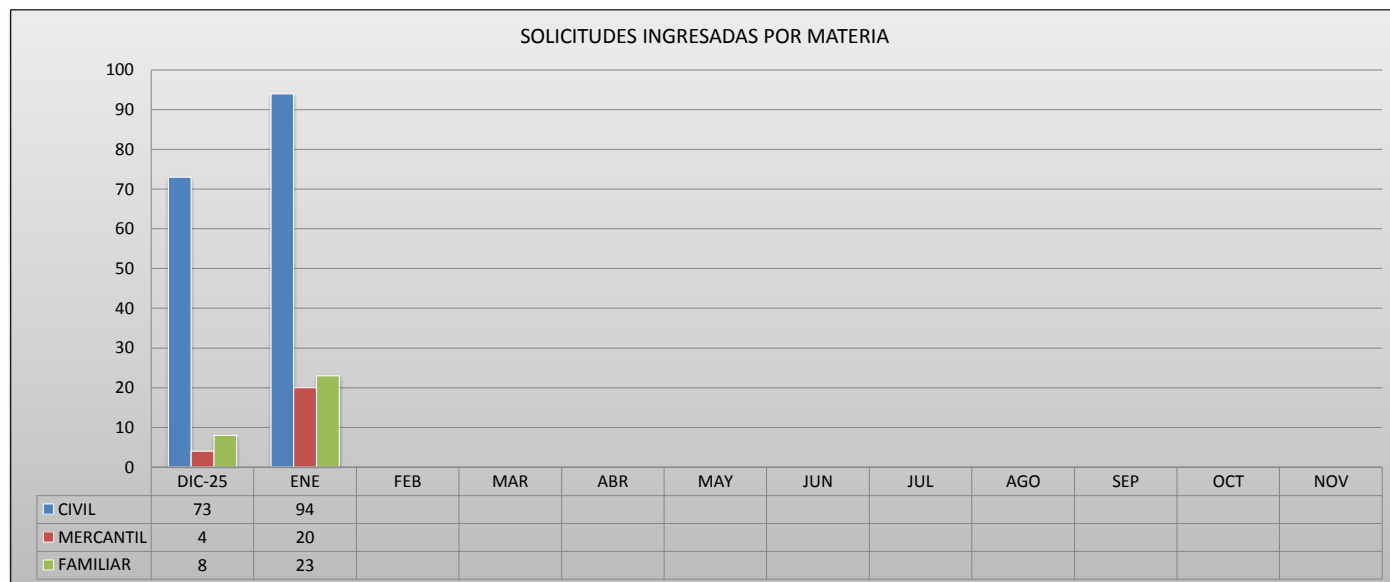 SOLICITUDES INGRESADAS POR MATERIA
100
90
80
70
60
50
40
30
20
10
0
DIC-25 ENE FEB MAR ABR MAY JUN JUL AGO SEP OCT NOV
CIVIL 73 94
MERCANTIL 4 20
FAMILIAR 8 23